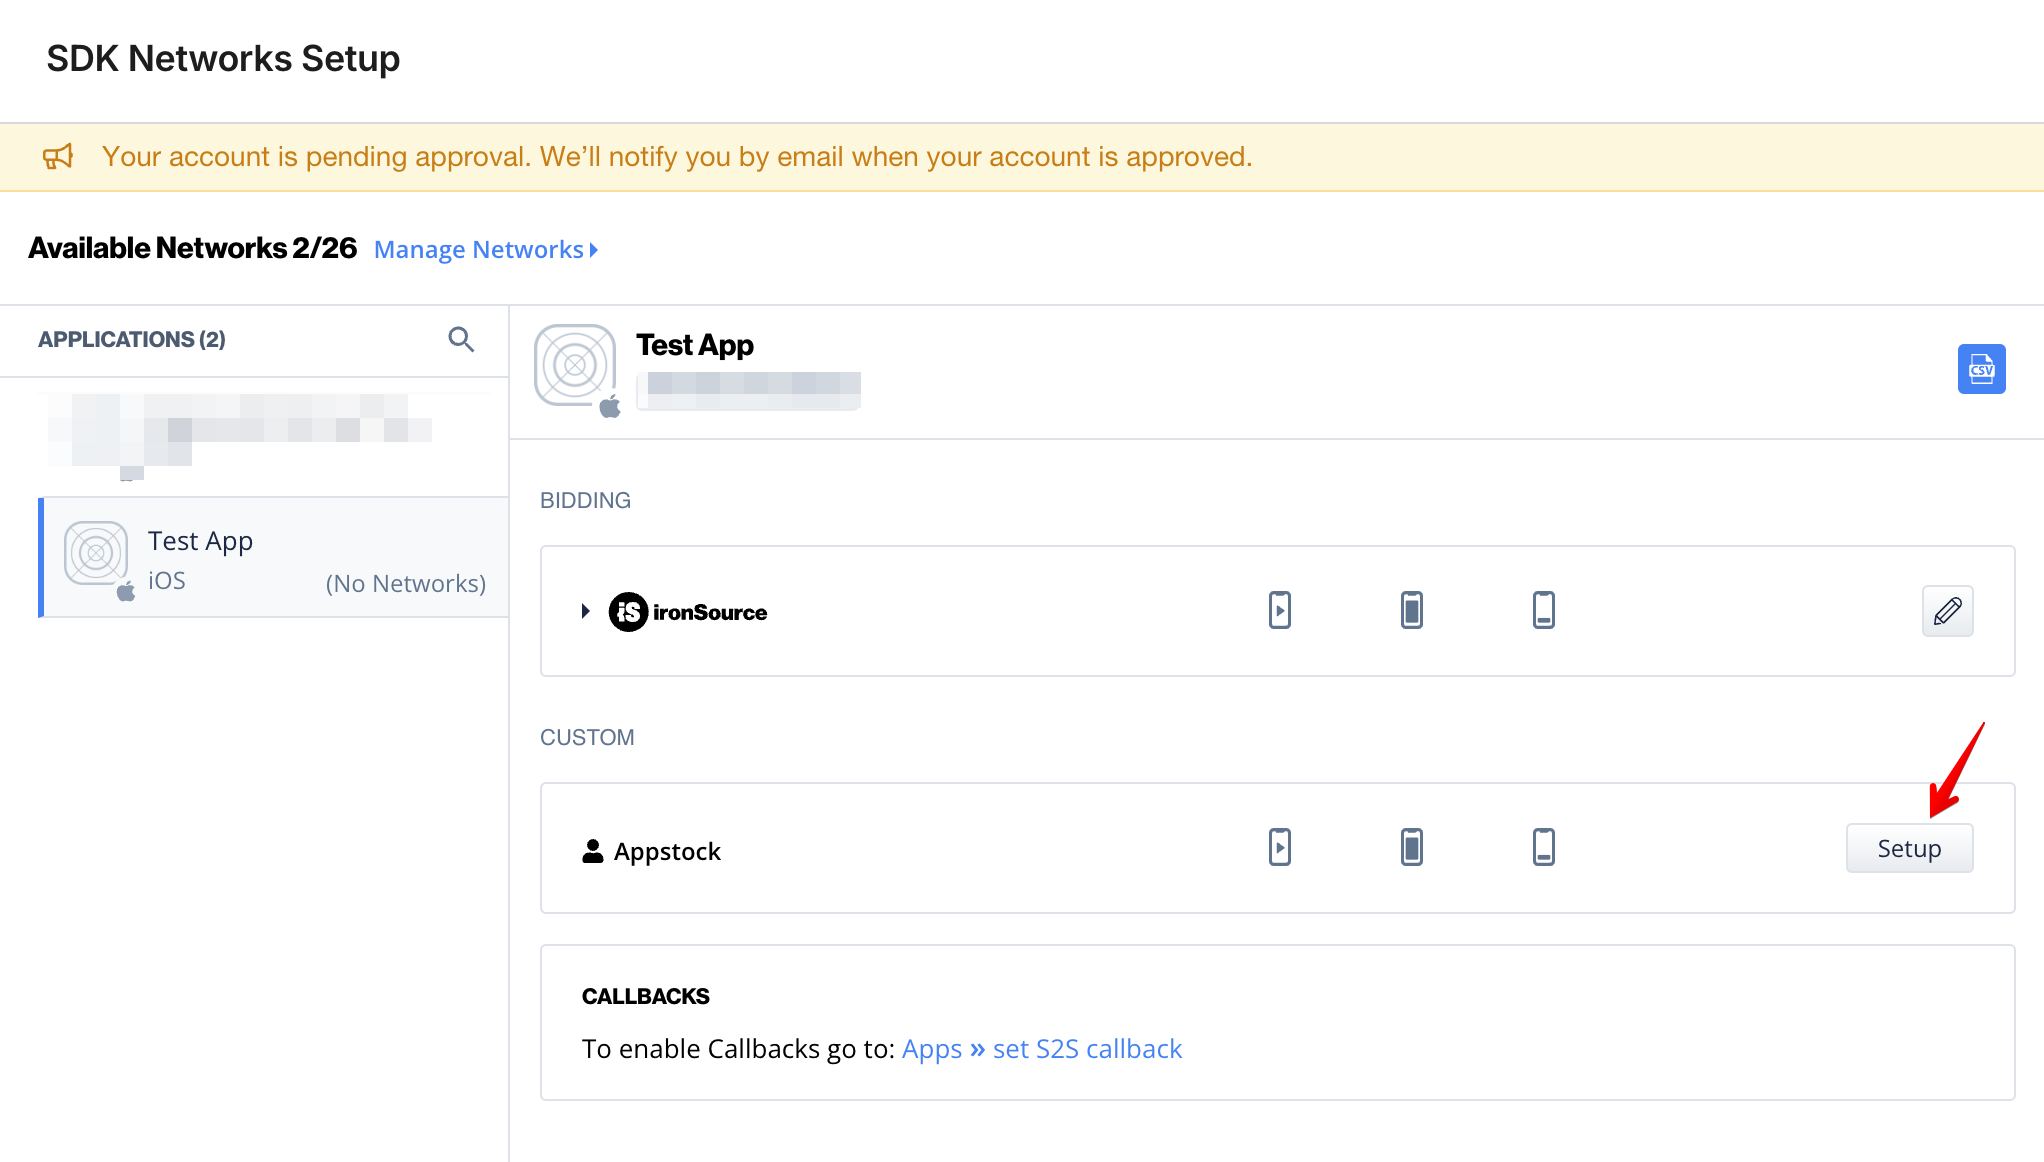 SDK Networks Setup
Your account is pending approval. We’ll notify you by email when your account is approved.
Available Networks 2/26 Manage Networks
APPLICATIONS (2)
Test App
iOS
(No Networks)
Test App
CSV
BIDDING
iS ironSource
CUSTOM
Appstock
Setup
CALLBACKS
To enable Callbacks go to: Apps » set S2S callback